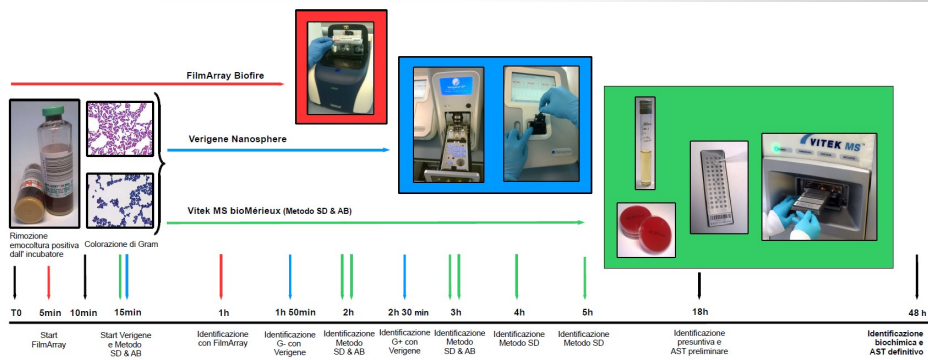 FilmArray Biofire
Verigene Nanosphere
Vitek MS bioMérieux (Metodo SD & AB)
VITEK MS
Rimozione
emocoltura positiva
dall' incubatore
Colorazione di Gram
T0
5min
10min
15min
1h
1h 50min
2h
2h 30 min
3h
4h
5h
18h
48 h
Start
FilmArray
Start Verigene
e Metodo
SD & AB
Identificazione
con FilmArray
Identificazione
G- con
Verigene
Identificazione
Metodo
SD & AB
Identificazione
G+ con
Verigene
Identificazione
Metodo
SD & AB
Identificazione
Metodo SD
Identificazione
Metodo SD
Identificazione
presuntiva e
AST preliminare
Identificazione
biochimica e
AST definitivo